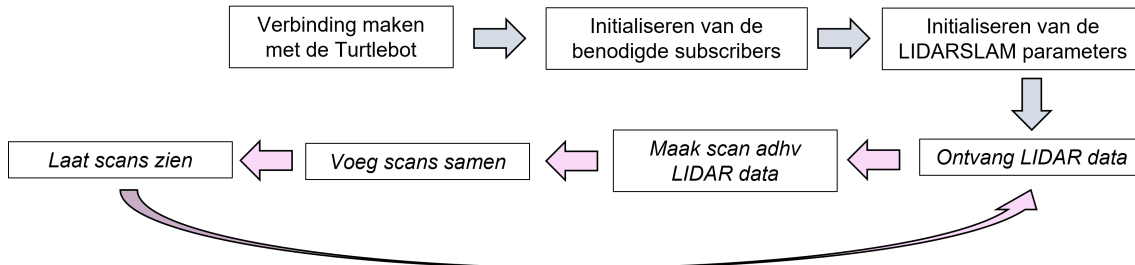 Verbinding maken
met de Turtlebot
Initialiseren van de
benodigde subscribers
Initialiseren van de
LIDARSLAM parameters
Ontvang LIDAR data
Maak scan adhv
LIDAR data
Voeg scans samen
Laat scans zien